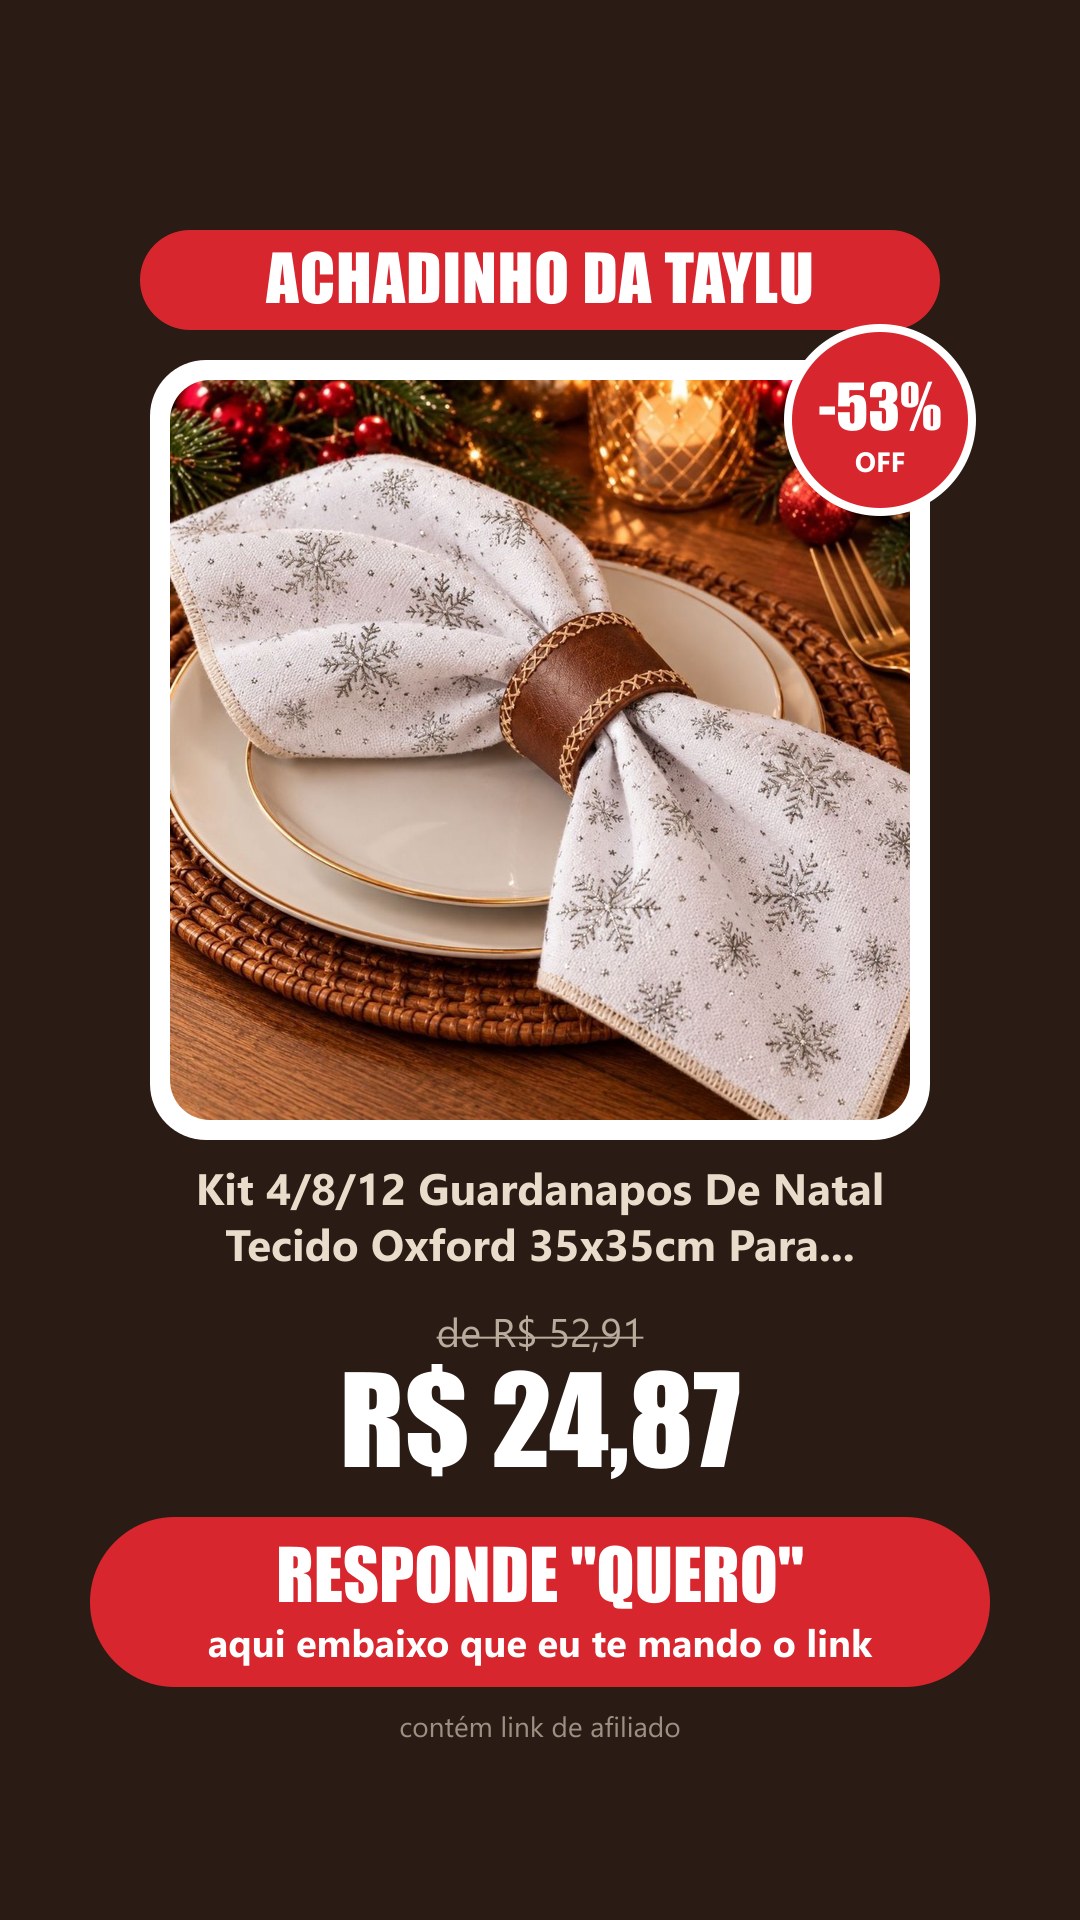 ACHADINHO DA TAYLU
-53%
OFF
Kit 4/8/12 Guardanapos De Natal
Tecido Oxford 35x35cm Para...
de R$ 52,91
R$ 24,87
RESPONDE "QUERO"
aqui embaixo que eu te mando o link
contém link de afiliado